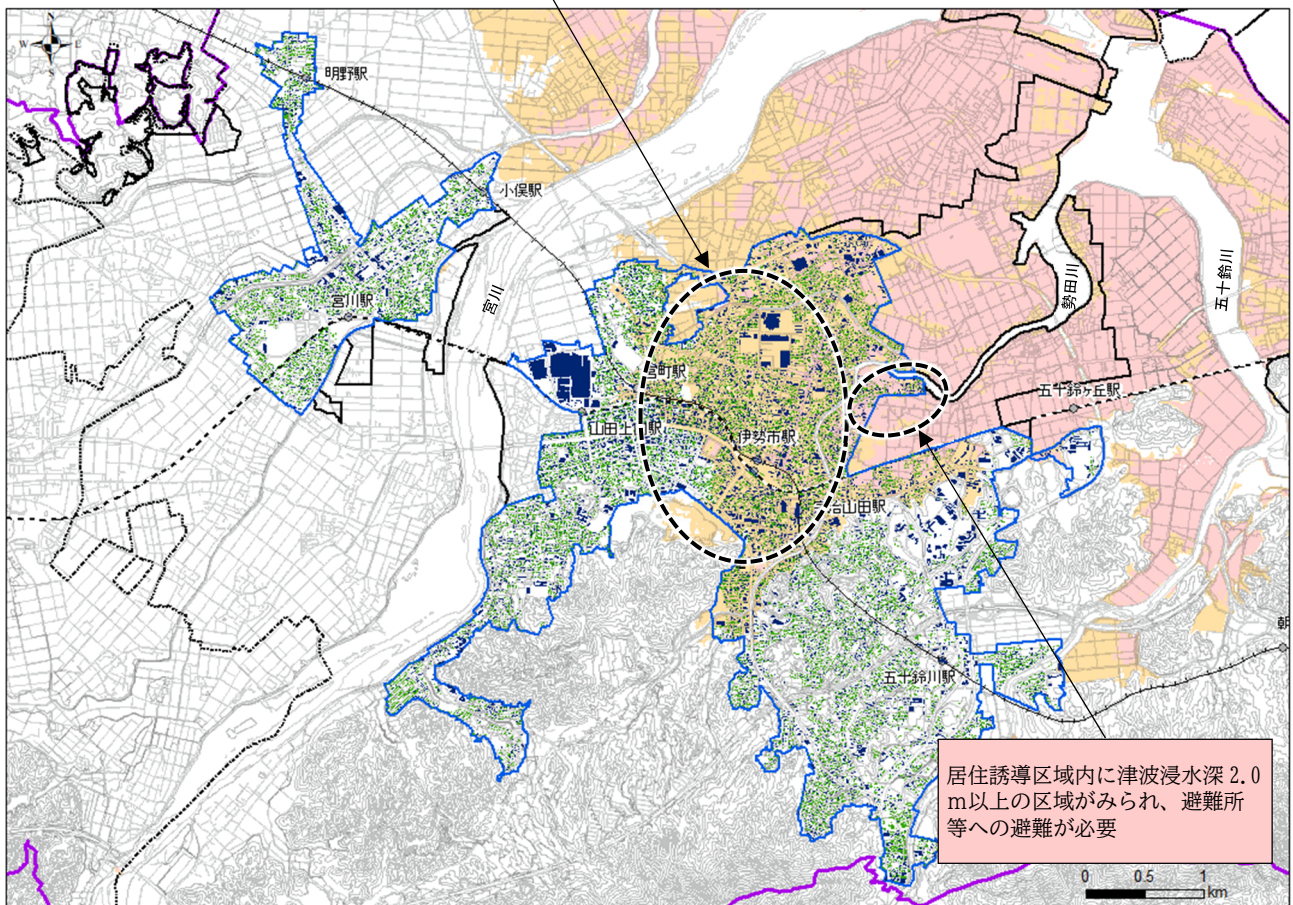 N
W E
S
明野駅
小俣駅
宮川
宮川駅
勢田川
五十鈴川
宮町駅
五十鈴ヶ丘駅
山田上口駅
伊勢市駅
治山田駅
朝
五十鈴川駅
居住誘導区域内に津波浸水深 2.0
m以上の区域がみられ、避難所
等への避難が必要
0 0.5 1
km